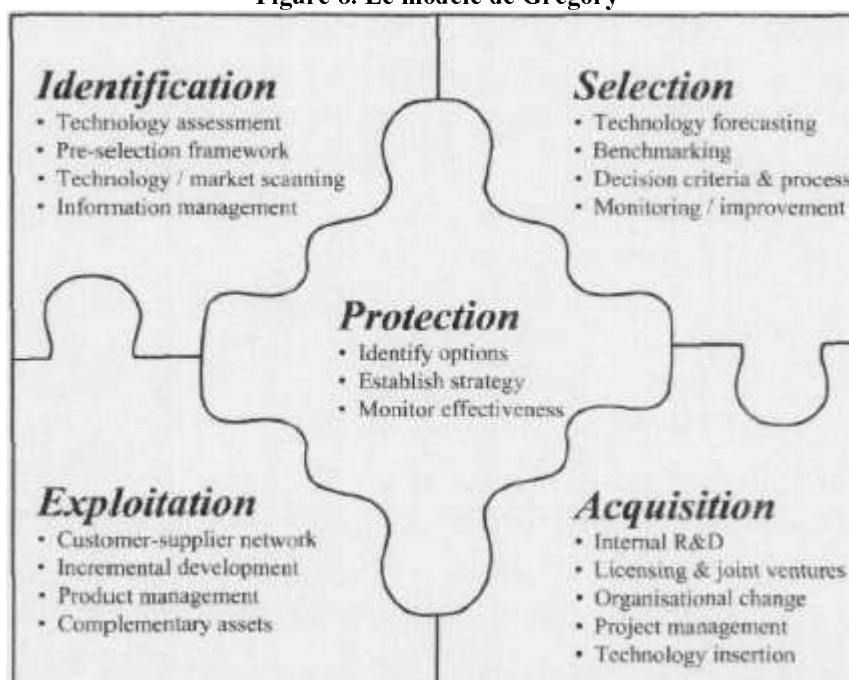 Figure 8. Le modèle de Gregory
Identification
• Technology assessment
• Pre-selection framework
• Technology / market scanning
• Information management
Selection
• Technology forecasting
• Benchmarking
• Decision criteria & process
• Monitoring / improvement
Protection
• Identify options
• Establish strategy
• Monitor effectiveness
Exploitation
• Customer-supplier network
• Incremental development
• Product management
• Complementary assets
Acquisition
• Internal R&D
• Licensing & joint ventures
• Organisational change
• Project management
• Technology insertion